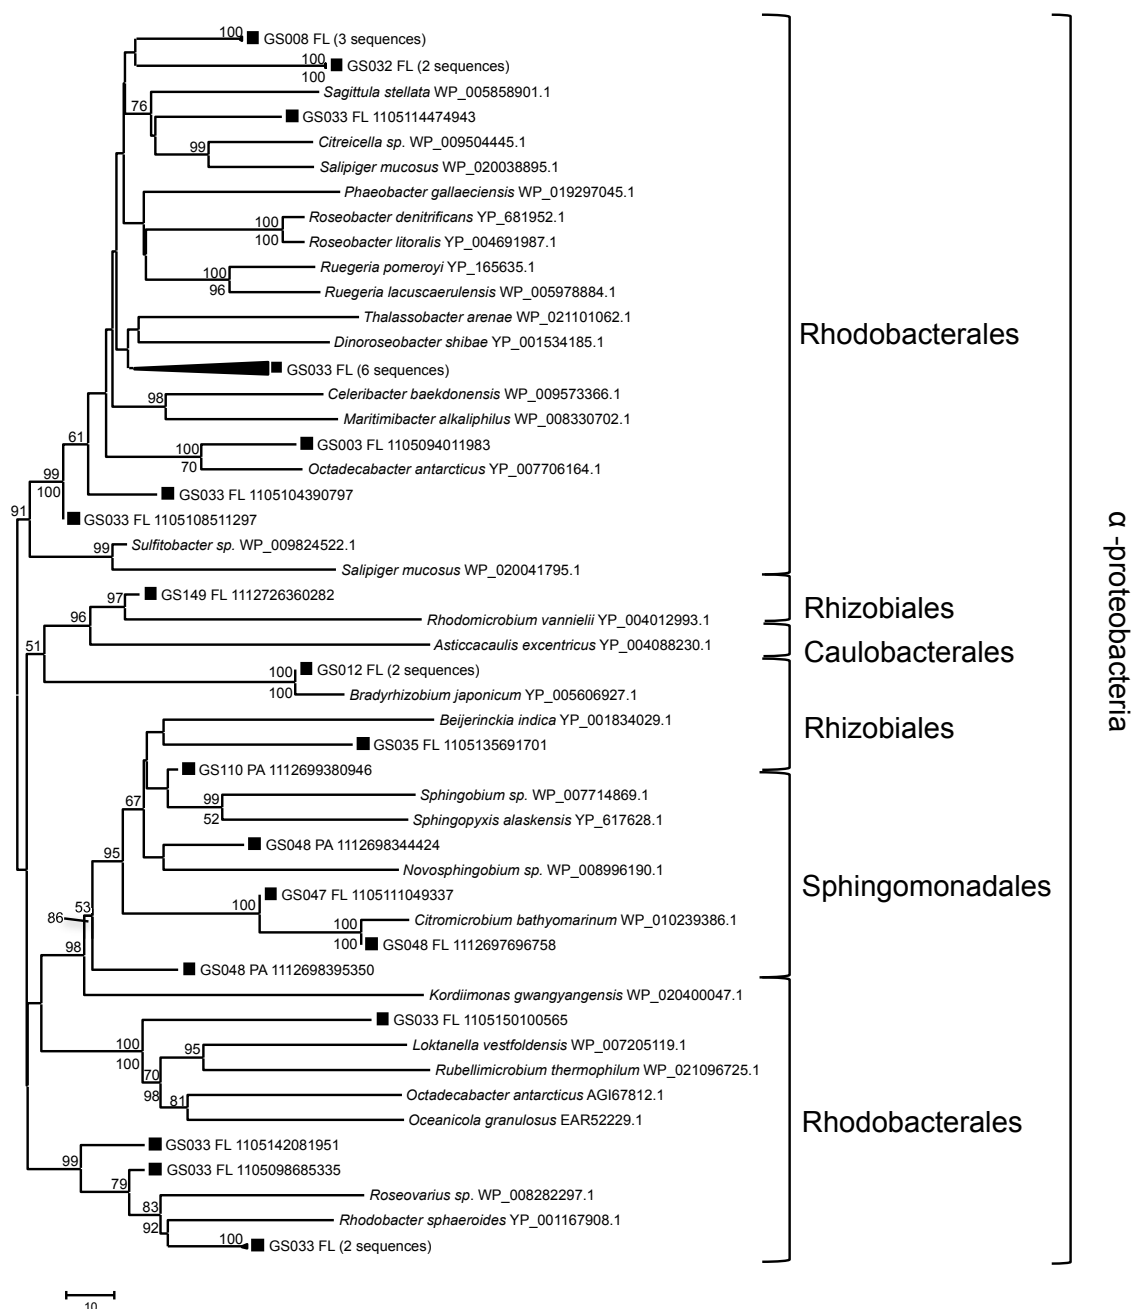 100
GS008 FL (3 sequences)
100
GS032 FL (2 sequences)
100
Sagittula stellata WP_005858901.1
76
GS033 FL 1105114474943
Citreicella sp. WP_009504445.1
99
Salipiger mucosus WP_020038895.1
Phaeobacter gallaeciensis WP_019297045.1
Roseobacter denitrificans YP_681952.1
100
100
Roseobacter litoralis YP_004691987.1
Ruegeria pomeroyi YP_165635.1
100
96
Ruegeria lacuscaerulensis WP_005978884.1
Thalassobacter arenae WP_021101062.1
Rhodobacterales
Dinoroseobacter shibae YP_001534185.1
GS033 FL (6 sequences)
Celeribacter baekdonensis WP_009573366.1
98
Maritimibacter alkaliphilus WP_008330702.1
61
GS003 FL 1105094011983
100
70
Octadecabacter antarcticus YP_007706164.1
99
100
GS033 FL 1105104390797
91
GS033 FL 1105108511297
Sulfitobacter sp. WP_009824522.1
99
Salipiger mucosus WP_020041795.1
97
GS149 FL 1112726360282
Rhizobiales
96
Rhodomicrobium vannielii YP_004012993.1
51
Asticcacaulis excentricus YP_004088230.1
Caulobacterales
100
GS012 FL (2 sequences)
100
Bradyrhizobium japonicum YP_005606927.1
Beijerinckia indica YP_001834029.1
Rhizobiales
GS035 FL 1105135691701
GS110 PA 1112699380946
67
99
Sphingobium sp. WP_007714869.1
52
Sphingopyxis alaskensis YP_617628.1
95
GS048 PA 1112698344424
Novosphingobium sp. WP_008996190.1
Sphingomonadales
GS047 FL 1105111049337
100
53
86
100
Citromicrobium bathyomarinum WP_010239386.1
100
GS048 FL 1112697696758
98
GS048 PA 1112698395350
Kordiimonas gwangyangensis WP_020400047.1
GS033 FL 1105150100565
100
100
95
Loktanella vestfoldensis WP_007205119.1
70
Rubellimicrobium thermophilum WP_021096725.1
98
81
Octadecabacter antarcticus AGI67812.1
Oceanicola granulosus EAR52229.1
Rhodobacterales
GS033 FL 1105142081951
99
GS033 FL 1105098685335
79
Roseovarius sp. WP_008282297.1
83
92
Rhodobacter sphaeroides YP_001167908.1
100
GS033 FL (2 sequences)
10
α -proteobacteria